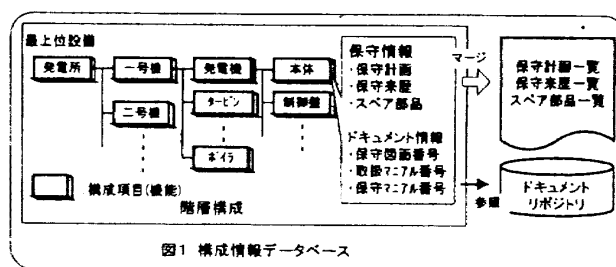 最上位設備
発電所
一号機
発電機
本体
二号機
タービン
制御盤
ボイラ
構成項目(機能)
階層構成
保守情報
・保守計画
・保守来歴
・スペア部品
ドキュメント情報
・保守図面番号
・取扱マニアル番号
・保守マニアル番号
マージ
保守計画一覧
保守来歴一覧
スペア部品一覧
参照
ドキュメント
リポジトリ
図1 構成情報データベース